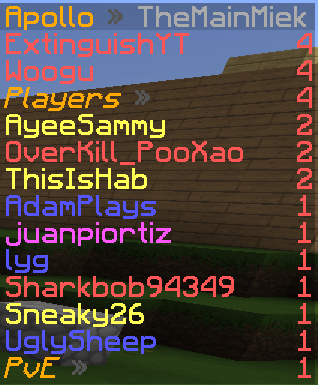 Apollo » TheMainMiek
ExtinguishYT 4
Woogu 4
Players » 4
AyeeSammy 2
OverKill_PooXao 2
ThisIsHab 2
AdamPlays 1
juanpiortiz 1
lyg 1
Sharkbob94349 1
Sneaky26 1
UglySheep 1
PvE » 1